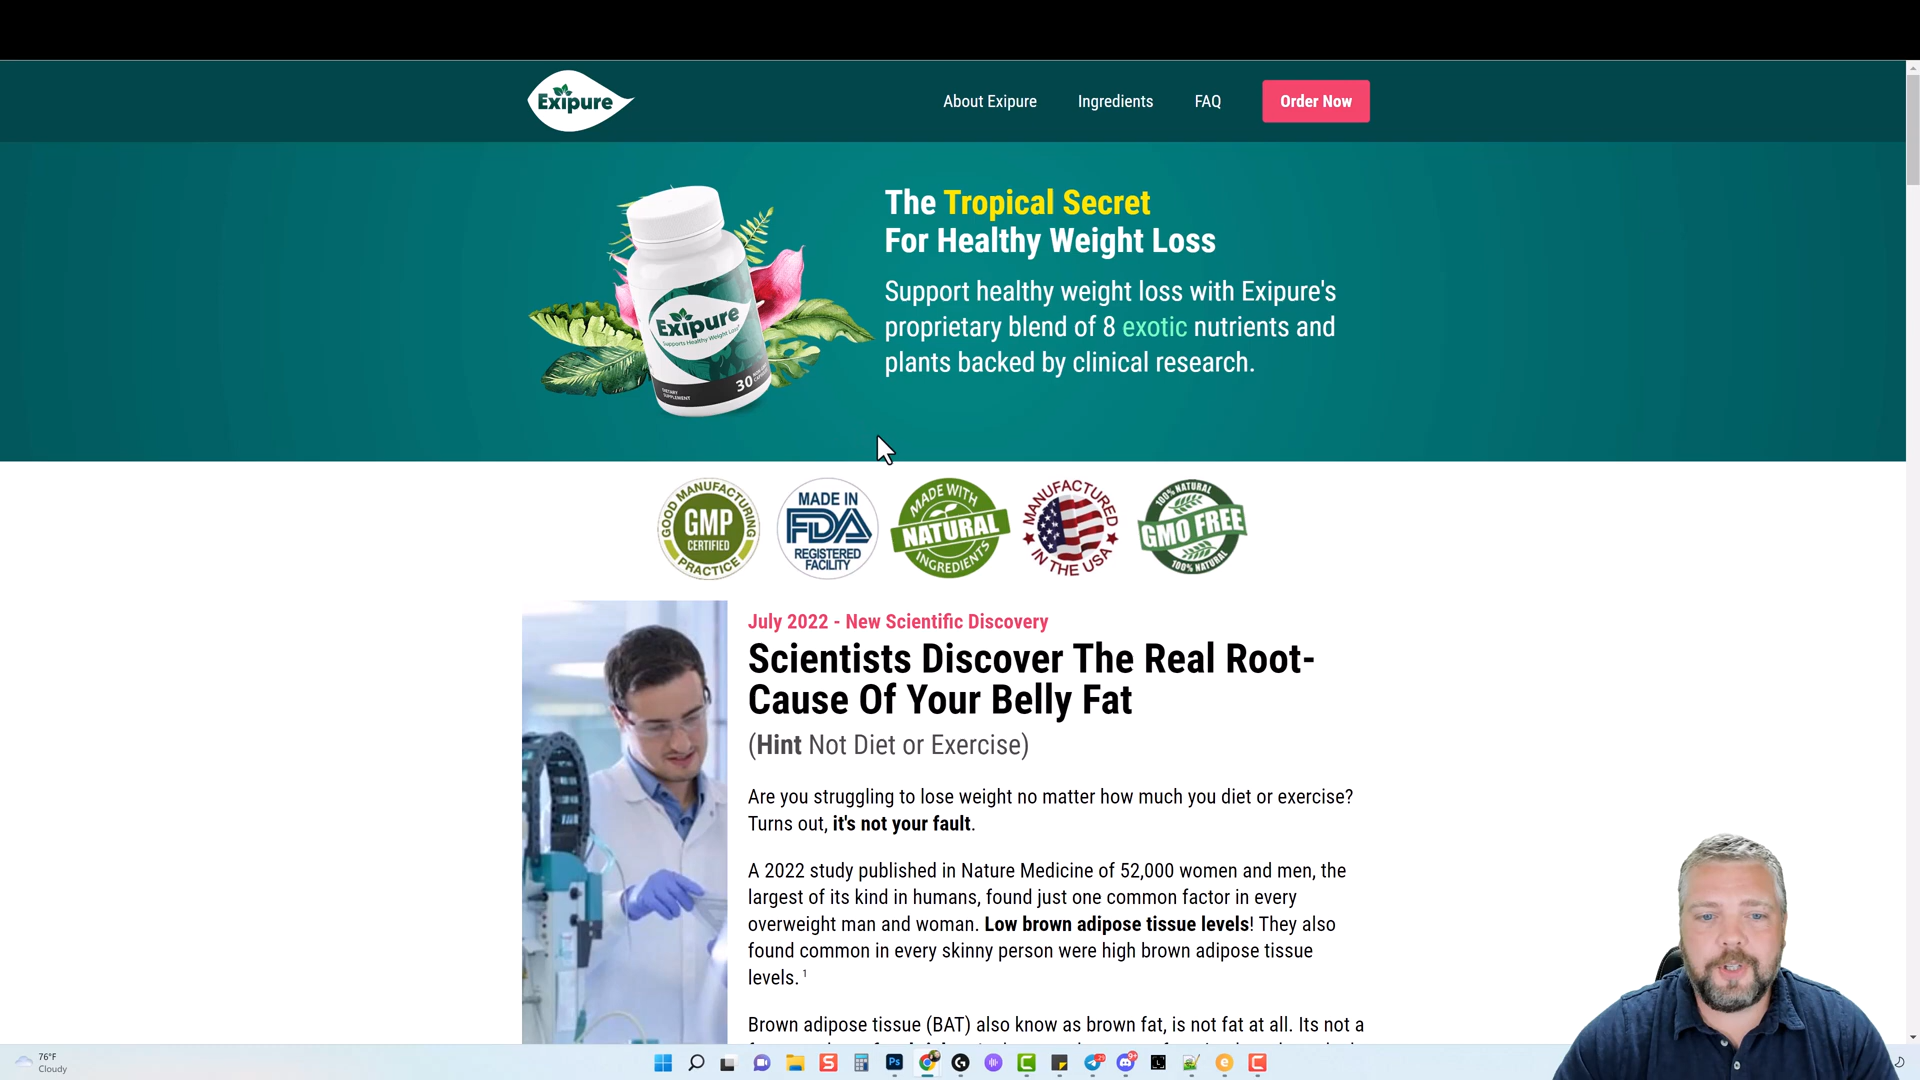 Exipure
About Exipure
Ingredients
FAQ
Order Now
The Tropical Secret
For Healthy Weight Loss
Support healthy weight loss with Exipure's
proprietary blend of 8 exotic nutrients and
plants backed by clinical research.
Exipure
Supports Healthy Weight Loss
DIETARY
SUPPLEMENT
30
GOOD MANUFACTURING
GMP
CERTIFIED
PRACTICE
MADE IN
FDA
REGISTERED
FACILITY
MADE WITH
NATURAL
INGREDIENTS
MANUFACTURED
IN THE USA
100% NATURAL
GMO FREE
100% NATURAL
July 2022 - New Scientific Discovery
Scientists Discover The Real Root-
Cause Of Your Belly Fat
(Hint Not Diet or Exercise)
Are you struggling to lose weight no matter how much you diet or exercise?
Turns out, it's not your fault.
A 2022 study published in Nature Medicine of 52,000 women and men, the
largest of its kind in humans, found just one common factor in every
overweight man and woman. Low brown adipose tissue levels! They also
found common in every skinny person were high brown adipose tissue
levels. 1
Brown adipose tissue (BAT) also know as brown fat, is not fat at all. Its not a
76°F
Cloudy